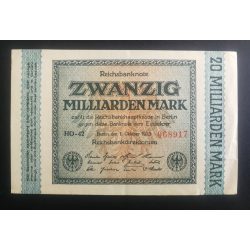 Reichsbanknote
ZWANZIG
MILLIARDEN MARK
zahlt die Reichsbankhauptkasse in Berlin
gegen diese Banknote dem Einlieferer
Berlin, den 1. Oktober 1923
HO-42
068917
Reichsbankdirektorium
20 MILLIARDEN MARK